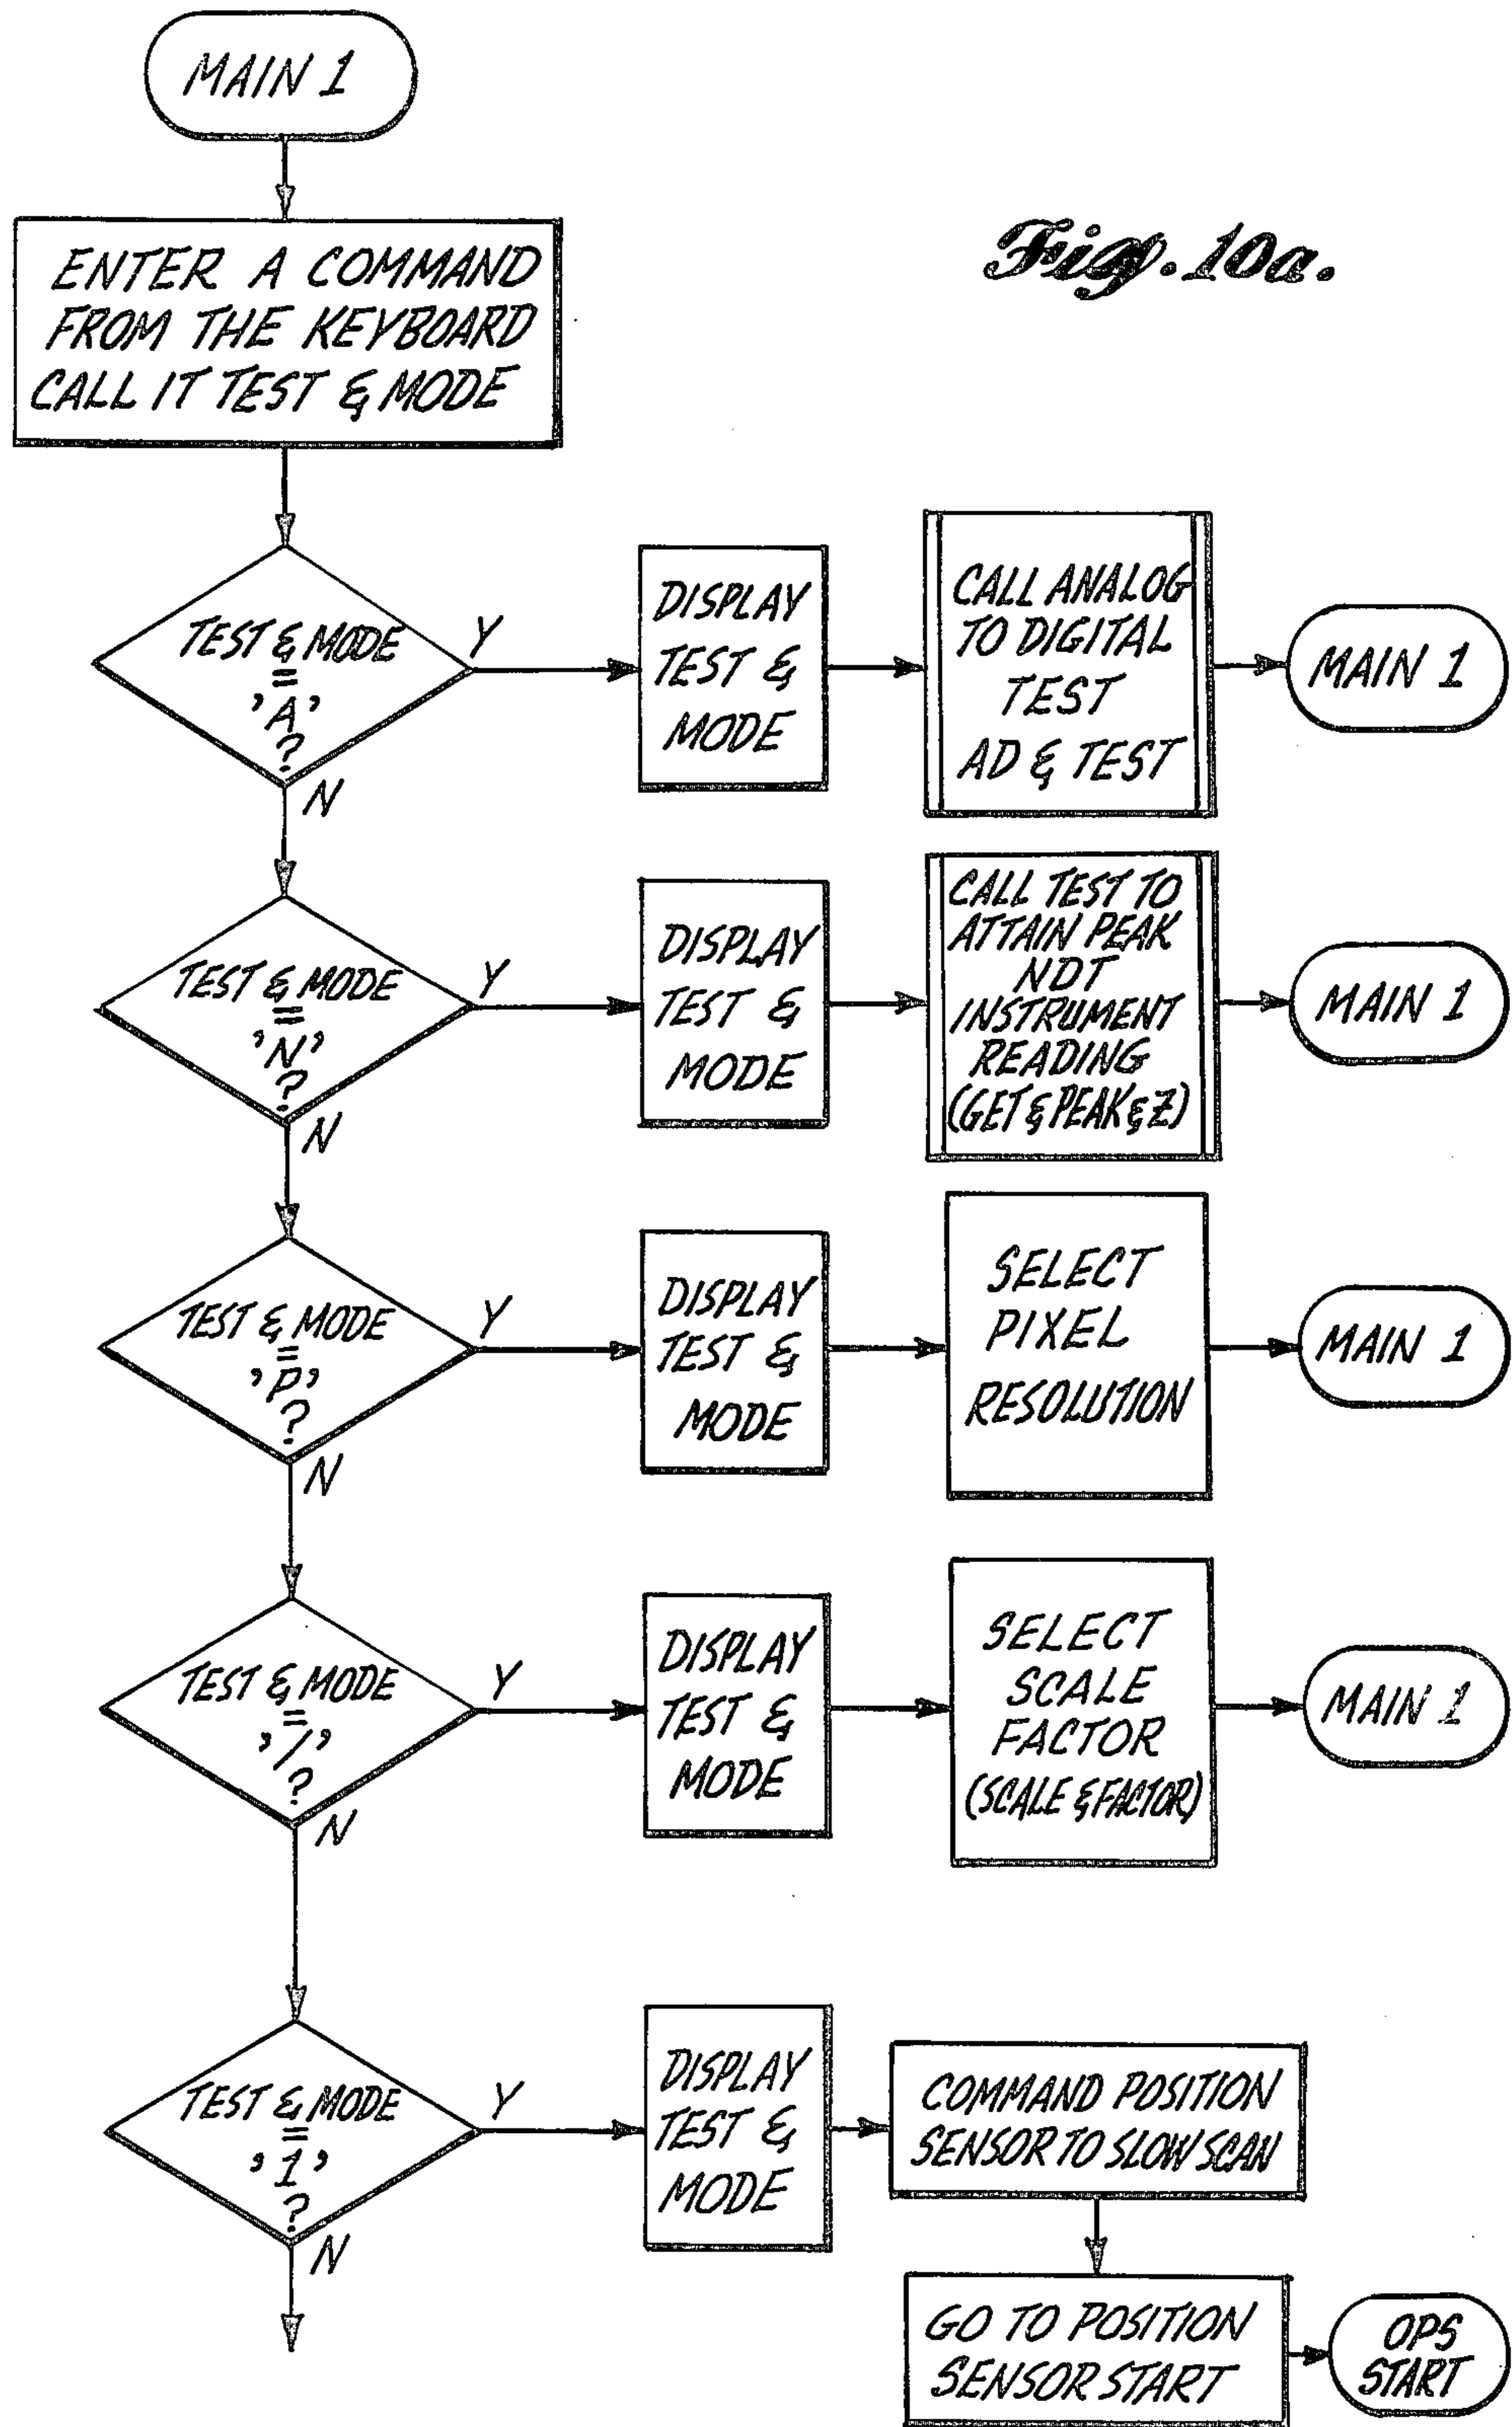 MAIN 1
Fig. 10a.
ENTER A COMMAND
FROM THE KEYBOARD
CALL IT TEST & MODE
TEST & MODE
=
'A'
?
Y
N
DISPLAY
TEST &
MODE
CALL ANALOG
TO DIGITAL
TEST
AD & TEST
MAIN 1
TEST & MODE
=
'N'
?
Y
N
DISPLAY
TEST &
MODE
CALL TEST TO
ATTAIN PEAK
NDT
INSTRUMENT
READING
(GET & PEAK & Z)
MAIN 1
TEST & MODE
=
'P'
?
Y
N
DISPLAY
TEST &
MODE
SELECT
PIXEL
RESOLUTION
MAIN 1
TEST & MODE
=
'/'
?
Y
N
DISPLAY
TEST &
MODE
SELECT
SCALE
FACTOR
(SCALE & FACTOR)
MAIN 1
TEST & MODE
=
'1'
?
Y
N
DISPLAY
TEST &
MODE
COMMAND POSITION
SENSOR TO SLOW SCAN
GO TO POSITION
SENSOR START
OPS
START